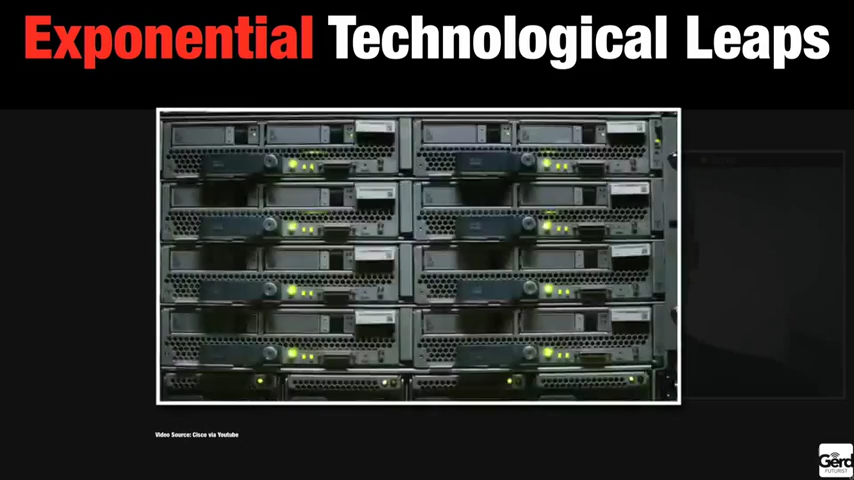 Exponential Technological Leaps
Video Source: Cisco via Youtube
Gerd
FUTURIST